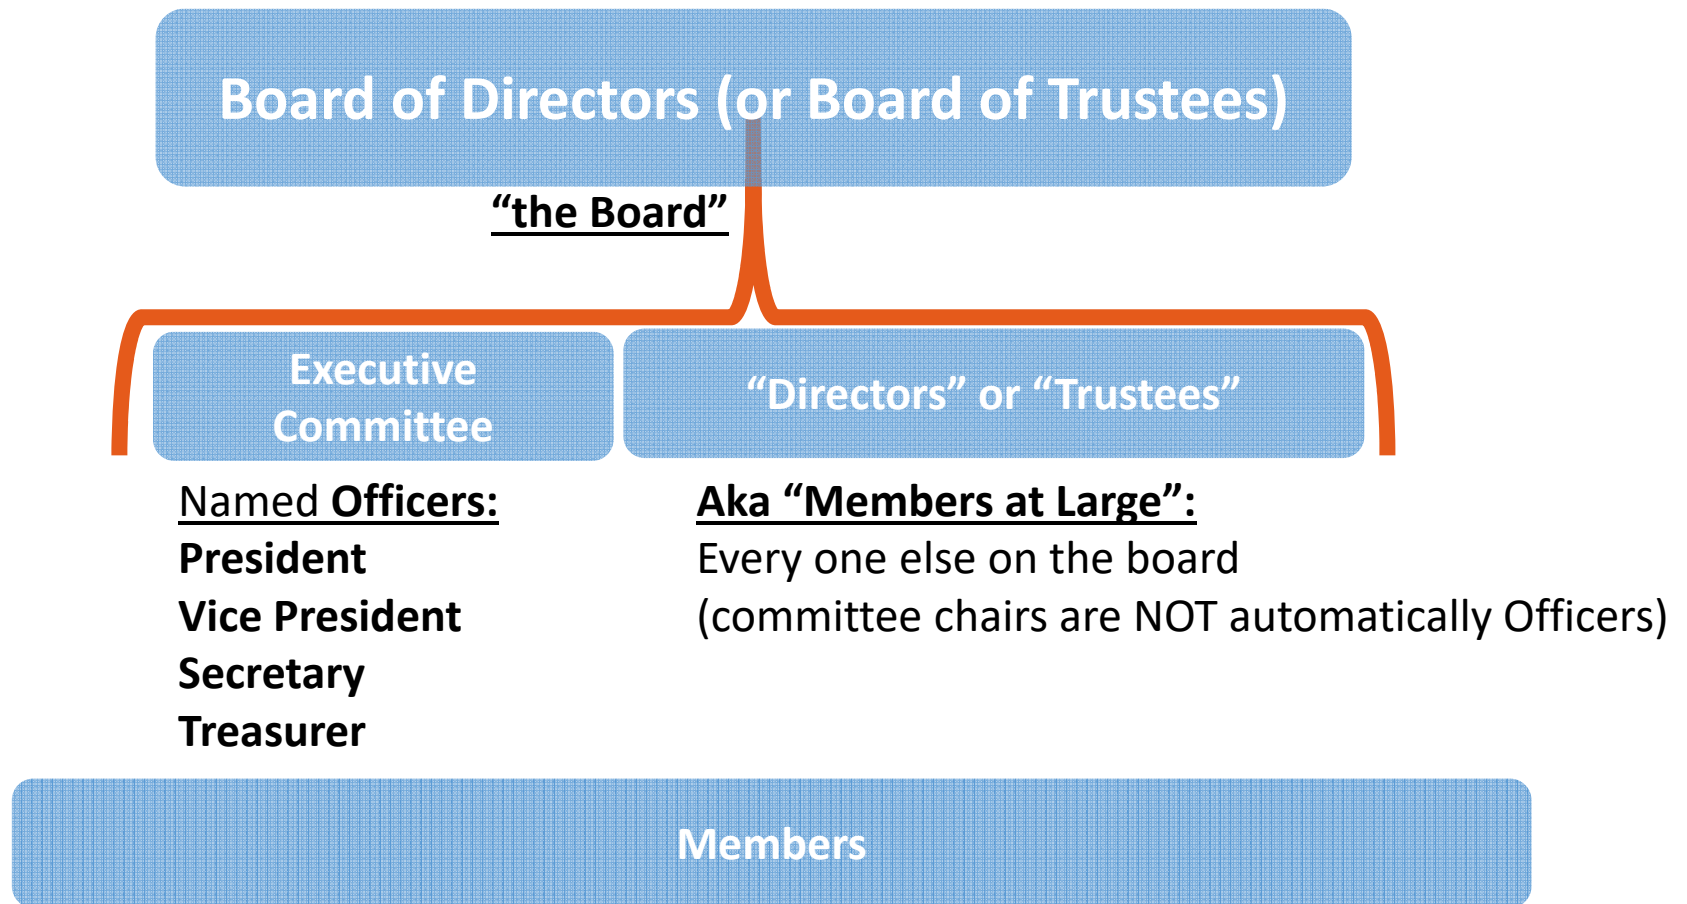 Board of Directors (or Board of Trustees)
“the Board”
Executive
Committee
“Directors” or “Trustees”
Named Officers:
President
Vice President
Secretary
Treasurer
Aka “Members at Large”:
Every one else on the board
(committee chairs are NOT automatically Officers)
Members